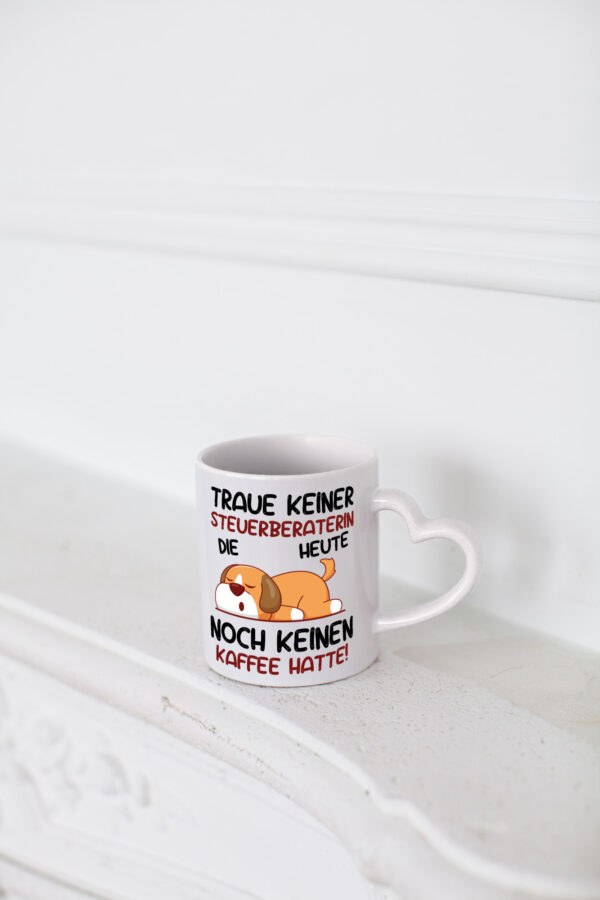 TRAUE KEINER
STEUERBERATERIN
DIE HEUTE
NOCH KEINEN
KAFFEE HATTE!